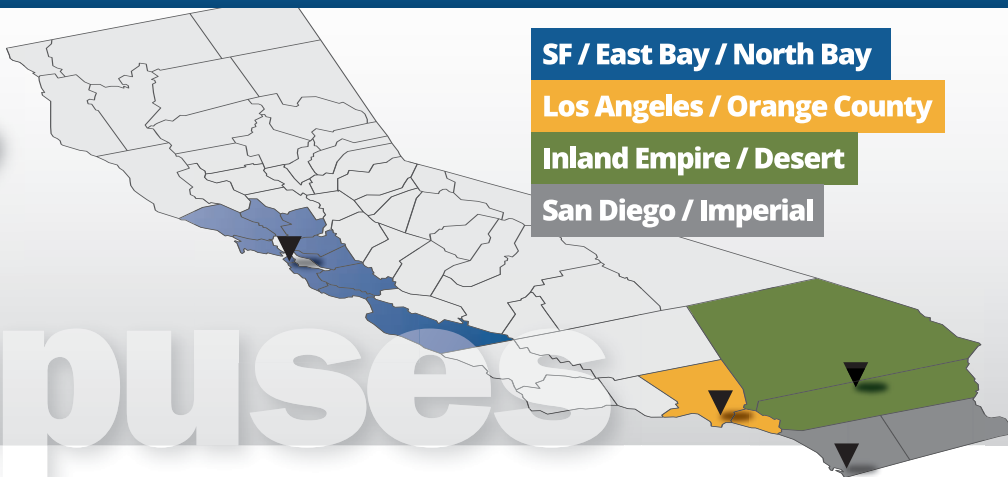 SF / East Bay / North Bay
Los Angeles / Orange County
Inland Empire / Desert
San Diego / Imperial
puses